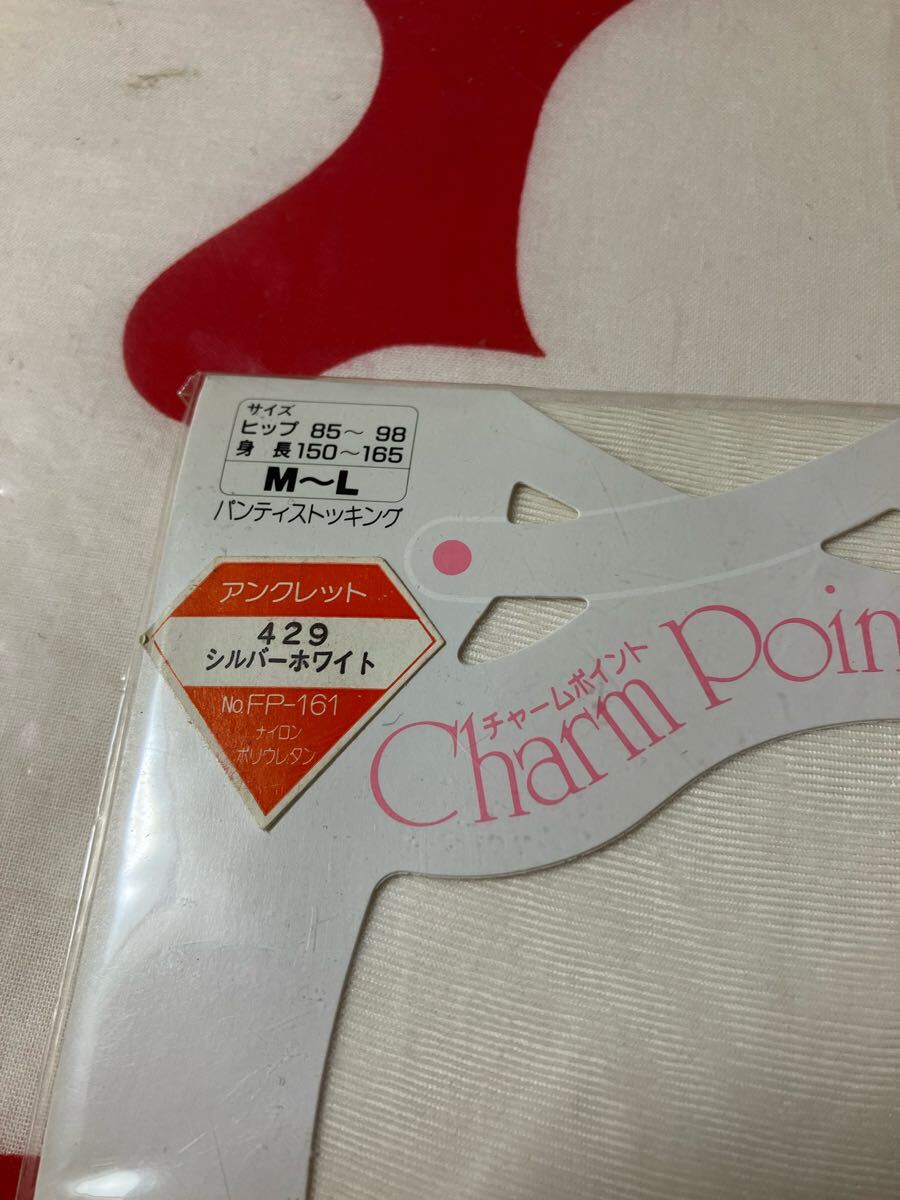 サイズ
ヒップ 85〜 98
身 長 150〜165
M〜L
パンティストッキング
アンクレット
429
シルバーホワイト
No.FP-161
ナイロン
ポリウレタン
チャームポイント
Charm Poin